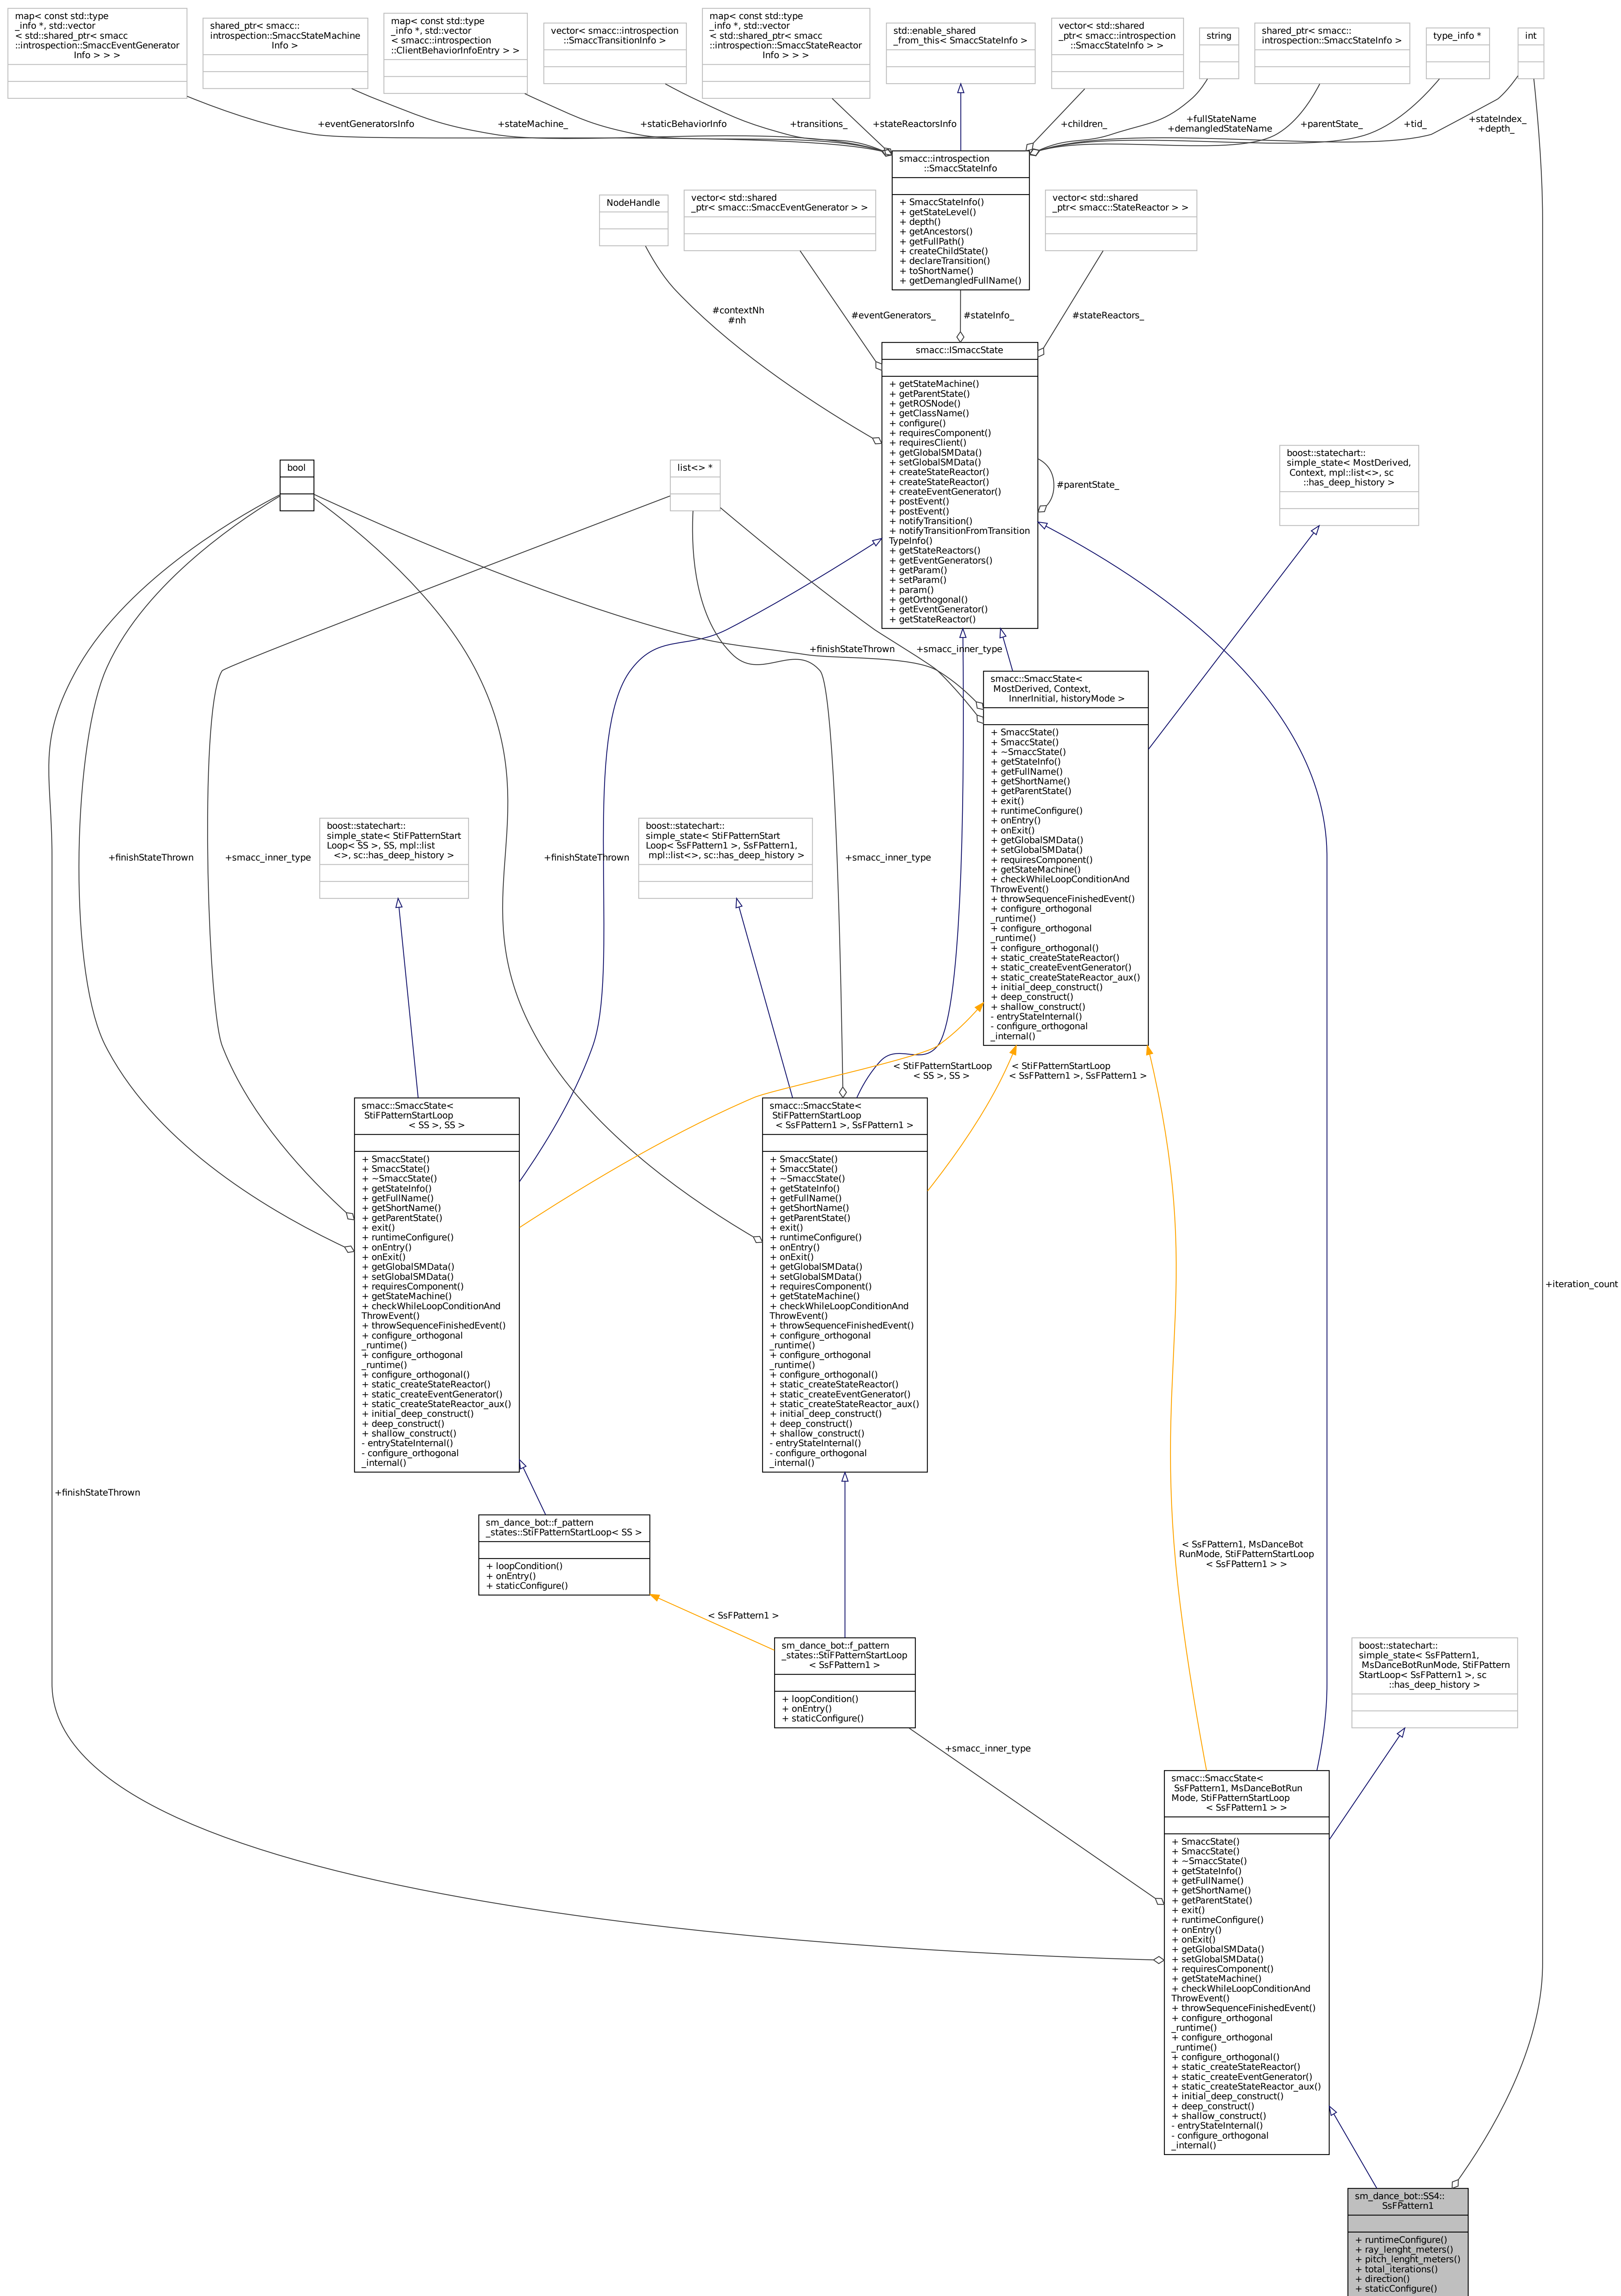 map< const std::type
_info *, std::vector
< std::shared_ptr< smacc
::introspection::SmaccEventGenerator
Info > > >
shared_ptr< smacc::
introspection::SmaccStateMachine
Info >
map< const std::type
_info *, std::vector
< smacc::introspection
::ClientBehaviorInfoEntry > >
vector< smacc::introspection
::SmaccTransitionInfo >
map< const std::type
_info *, std::vector
< std::shared_ptr< smacc
::introspection::SmaccStateReactor
Info > > >
std::enable_shared
_from_this< SmaccStateInfo >
vector< std::shared
_ptr< smacc::introspection
::SmaccStateInfo > >
string
shared_ptr< smacc::
introspection::SmaccStateInfo >
type_info *
int
+eventGeneratorsInfo
+stateMachine_
+staticBehaviorInfo
+transitions_
+stateReactorsInfo
+children_
+fullStateName
+demangledStateName
+parentState_
+tid_
+stateIndex_
+depth_
smacc::introspection
::SmaccStateInfo
+ SmaccStateInfo()
+ getStateLevel()
+ depth()
+ getAncestors()
+ getFullPath()
+ createChildState()
+ declareTransition()
+ toShortName()
+ getDemangledFullName()
NodeHandle
vector< std::shared
_ptr< smacc::SmaccEventGenerator > >
vector< std::shared
_ptr< smacc::StateReactor > >
#contextNh
#nh
#eventGenerators_
#stateInfo_
#stateReactors_
smacc::ISmaccState
+ getStateMachine()
+ getParentState()
+ getROSNode()
+ getClassName()
+ configure()
+ requiresComponent()
+ requiresClient()
+ getGlobalSMData()
+ setGlobalSMData()
+ createStateReactor()
+ createStateReactor()
+ createEventGenerator()
+ postEvent()
+ postEvent()
+ notifyTransition()
+ notifyTransitionFromTransition
TypeInfo()
+ getStateReactors()
+ getEventGenerators()
+ getParam()
+ setParam()
+ param()
+ getOrthogonal()
+ getEventGenerator()
+ getStateReactor()
#parentState_
bool
list<> *
boost::statechart::
simple_state< MostDerived,
Context, mpl::list<>, sc
::has_deep_history >
+finishStateThrown
+smacc_inner_type
smacc::SmaccState<
MostDerived, Context,
InnerInitial, historyMode >
+ SmaccState()
+ SmaccState()
+ ~SmaccState()
+ getStateInfo()
+ getFullName()
+ getShortName()
+ getParentState()
+ exit()
+ runtimeConfigure()
+ onEntry()
+ onExit()
+ getGlobalSMData()
+ setGlobalSMData()
+ requiresComponent()
+ getStateMachine()
+ checkWhileLoopConditionAnd
ThrowEvent()
+ throwSequenceFinishedEvent()
+ configure_orthogonal
_runtime()
+ configure_orthogonal
_runtime()
+ configure_orthogonal()
+ static_createStateReactor()
+ static_createEventGenerator()
+ static_createStateReactor_aux()
+ initial_deep_construct()
+ deep_construct()
+ shallow_construct()
- entryStateInternal()
- configure_orthogonal
_internal()
boost::statechart::
simple_state< StiFPatternStart
Loop< SS >, SS, mpl::list
<>, sc::has_deep_history >
boost::statechart::
simple_state< StiFPatternStart
Loop< SsFPattern1 >, SsFPattern1,
mpl::list<>, sc::has_deep_history >
+finishStateThrown
+smacc_inner_type
+finishStateThrown
+smacc_inner_type
< StiFPatternStartLoop
< SS >, SS >
< StiFPatternStartLoop
< SsFPattern1 >, SsFPattern1 >
smacc::SmaccState<
StiFPatternStartLoop
< SS >, SS >
+ SmaccState()
+ SmaccState()
+ ~SmaccState()
+ getStateInfo()
+ getFullName()
+ getShortName()
+ getParentState()
+ exit()
+ runtimeConfigure()
+ onEntry()
+ onExit()
+ getGlobalSMData()
+ setGlobalSMData()
+ requiresComponent()
+ getStateMachine()
+ checkWhileLoopConditionAnd
ThrowEvent()
+ throwSequenceFinishedEvent()
+ configure_orthogonal
_runtime()
+ configure_orthogonal
_runtime()
+ configure_orthogonal()
+ static_createStateReactor()
+ static_createEventGenerator()
+ static_createStateReactor_aux()
+ initial_deep_construct()
+ deep_construct()
+ shallow_construct()
- entryStateInternal()
- configure_orthogonal
_internal()
smacc::SmaccState<
StiFPatternStartLoop
< SsFPattern1 >, SsFPattern1 >
+ SmaccState()
+ SmaccState()
+ ~SmaccState()
+ getStateInfo()
+ getFullName()
+ getShortName()
+ getParentState()
+ exit()
+ runtimeConfigure()
+ onEntry()
+ onExit()
+ getGlobalSMData()
+ setGlobalSMData()
+ requiresComponent()
+ getStateMachine()
+ checkWhileLoopConditionAnd
ThrowEvent()
+ throwSequenceFinishedEvent()
+ configure_orthogonal
_runtime()
+ configure_orthogonal
_runtime()
+ configure_orthogonal()
+ static_createStateReactor()
+ static_createEventGenerator()
+ static_createStateReactor_aux()
+ initial_deep_construct()
+ deep_construct()
+ shallow_construct()
- entryStateInternal()
- configure_orthogonal
_internal()
+iteration_count
+finishStateThrown
sm_dance_bot::f_pattern
_states::StiFPatternStartLoop< SS >
+ loopCondition()
+ onEntry()
+ staticConfigure()
< SsFPattern1, MsDanceBot
RunMode, StiFPatternStartLoop
< SsFPattern1 > >
< SsFPattern1 >
sm_dance_bot::f_pattern
_states::StiFPatternStartLoop
< SsFPattern1 >
+ loopCondition()
+ onEntry()
+ staticConfigure()
boost::statechart::
simple_state< SsFPattern1,
MsDanceBotRunMode, StiFPattern
StartLoop< SsFPattern1 >, sc
::has_deep_history >
+smacc_inner_type
smacc::SmaccState<
SsFPattern1, MsDanceBotRun
Mode, StiFPatternStartLoop
< SsFPattern1 > >
+ SmaccState()
+ SmaccState()
+ ~SmaccState()
+ getStateInfo()
+ getFullName()
+ getShortName()
+ getParentState()
+ exit()
+ runtimeConfigure()
+ onEntry()
+ onExit()
+ getGlobalSMData()
+ setGlobalSMData()
+ requiresComponent()
+ getStateMachine()
+ checkWhileLoopConditionAnd
ThrowEvent()
+ throwSequenceFinishedEvent()
+ configure_orthogonal
_runtime()
+ configure_orthogonal
_runtime()
+ configure_orthogonal()
+ static_createStateReactor()
+ static_createEventGenerator()
+ static_createStateReactor_aux()
+ initial_deep_construct()
+ deep_construct()
+ shallow_construct()
- entryStateInternal()
- configure_orthogonal
_internal()
sm_dance_bot::SS4::
SsFPattern1
+ runtimeConfigure()
+ ray_lenght_meters()
+ pitch_lenght_meters()
+ total_iterations()
+ direction()
+ staticConfigure()